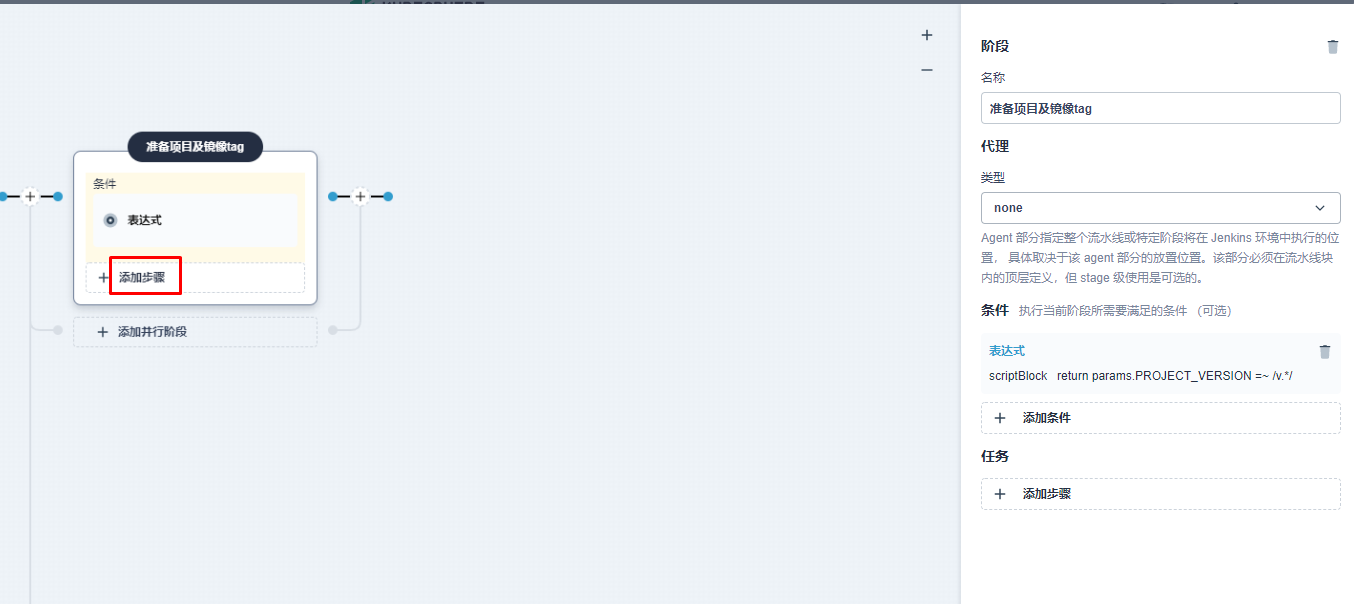 准备项目及镜像tag
条件
表达式
添加步骤
添加并行阶段
阶段
名称
准备项目及镜像tag
代理
类型
none
Agent 部分指定整个流水线或特定阶段将在 Jenkins 环境中执行的位
置， 具体取决于该 agent 部分的放置位置。该部分必须在流水线块
内的顶层定义，但 stage 级使用是可选的。
条件 执行当前阶段所需要满足的条件 （可选）
表达式
scriptBlock return params.PROJECT_VERSION =~ /v.*/
添加条件
任务
添加步骤